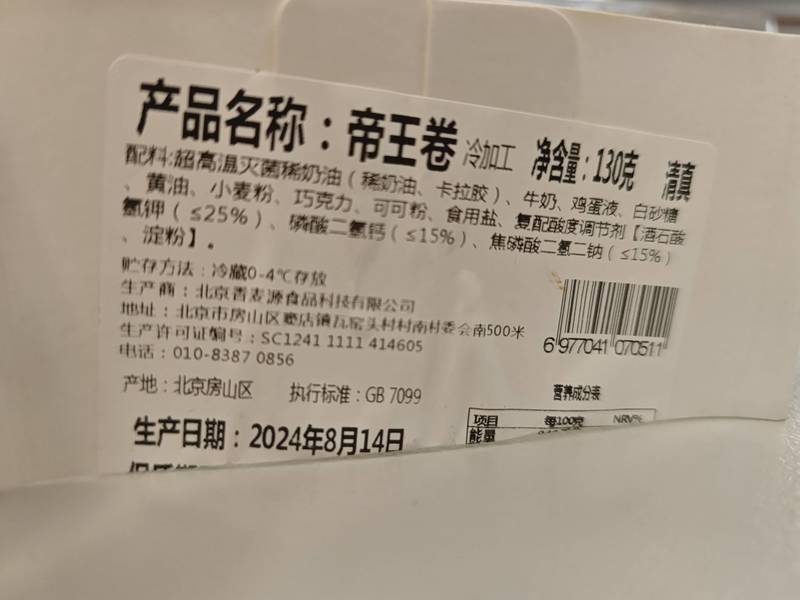 产品名称：帝王卷 冷加工 净含量：130克 清真
配料:超高温灭菌稀奶油（稀奶油、卡拉胶）、牛奶、鸡蛋液、白砂糖
、黄油、小麦粉、巧克力、可可粉、食用盐、复配酸度调节剂【酒石酸
氢钾（≤25%）、磷酸二氢钙（≤15%）、焦磷酸二氢二钠（≤15%）
、淀粉】。
贮存方法：冷藏0-4℃存放
生产商：北京香麦源食品科技有限公司
地址：北京市房山区窦店镇瓦窑头村村南村委会南500米
生产许可证编号：SC1241 1111 414605
电话：010-8387 0856
6 977041 070511
产地：北京房山区 执行标准：GB 7099
营养成分表
生产日期：2024年8月14日
项目 每100克 NRV%
能量